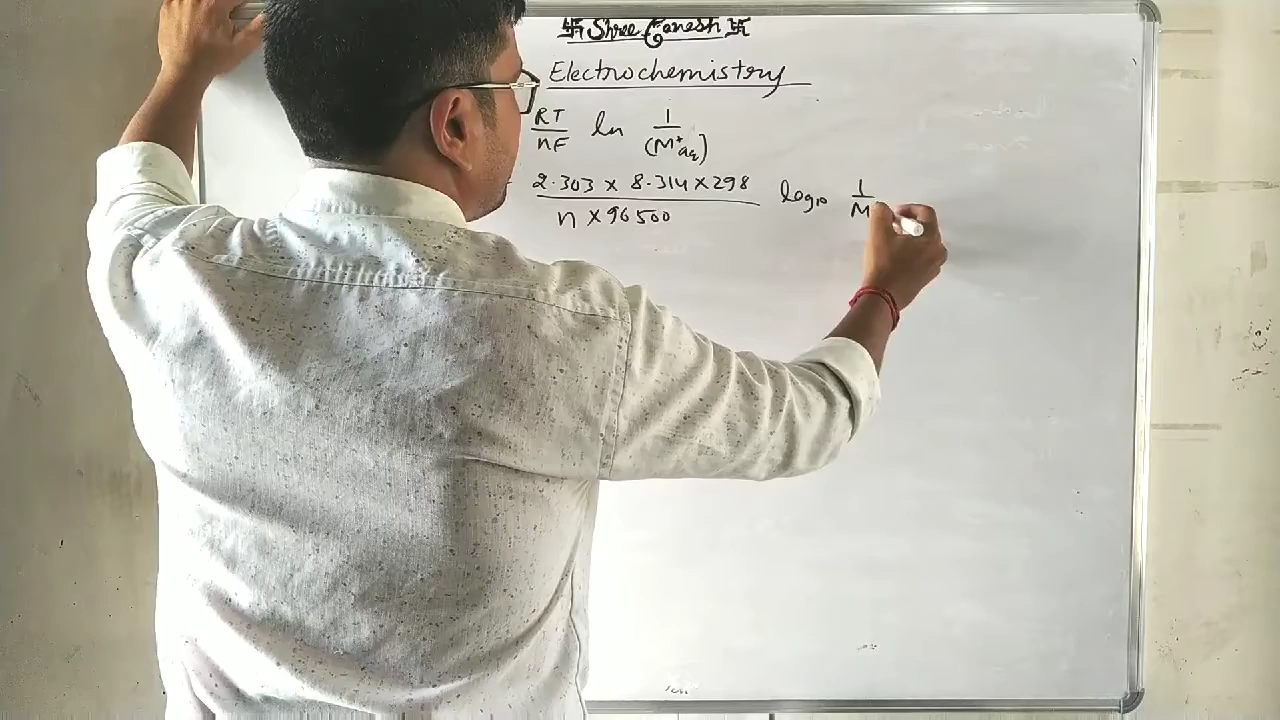 卐 Shree Ganesh 卐
Electrochemistry
RT/nF ln 1/(M⁺aq)
2.303 x 8.314 x 298 / n x 96500 log₁₀ 1/M